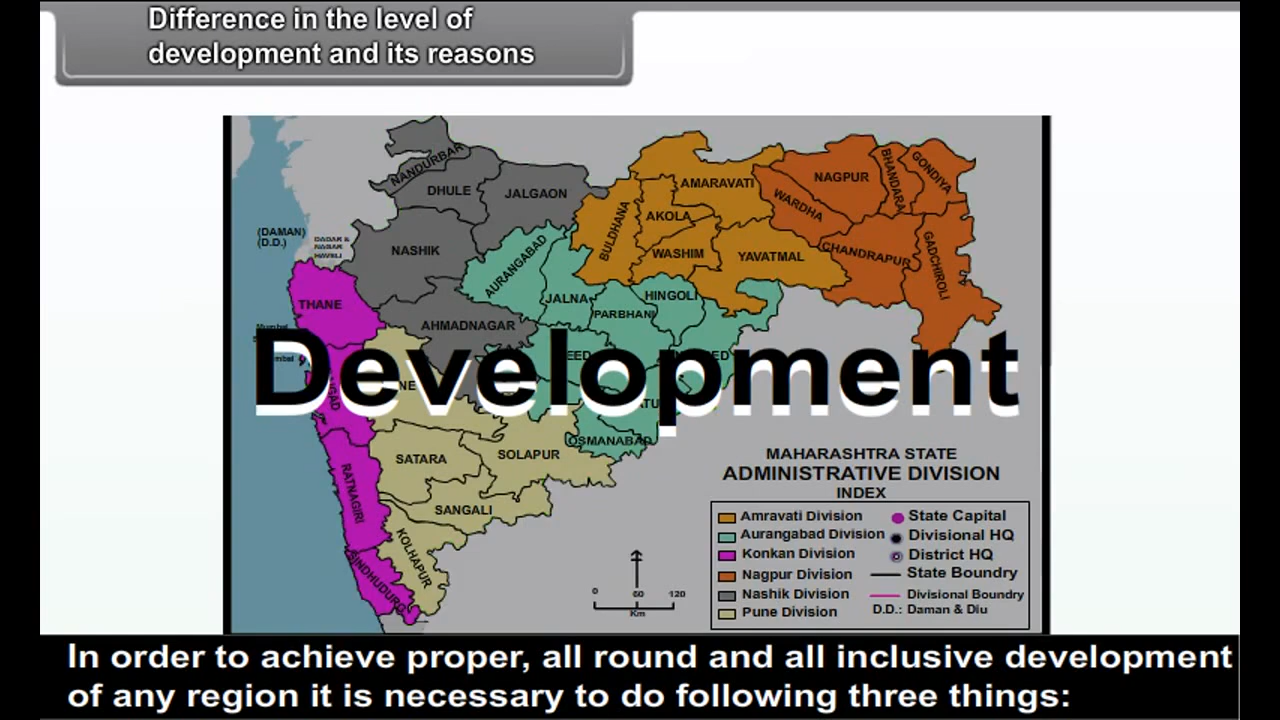 Difference in the level of
development and its reasons
NANDURBAR
DHULE
JALGAON
NASHIK
(DAMAN)
(D.D.)
DADAR &
NAGAR
HAVELI
BULDHANA
AKOLA
AMARAVATI
WASHIM
YAVATMAL
NAGPUR
WARDHA
BHANDARA
GONDIYA
CHANDRAPUR
GADCHIROLI
AURANGABAD
JALNA
PARBHANI
HINGOLI
THANE
AHMADNAGAR
Mumbai
Development
OSMANABAD
SATARA
SOLAPUR
RATNAGIRI
SANGALI
KOLHAPUR
SINDHUDURG
MAHARASHTRA STATE
ADMINISTRATIVE DIVISION
INDEX
Amravati Division
Aurangabad Division
Konkan Division
Nagpur Division
Nashik Division
Pune Division
State Capital
Divisional HQ
District HQ
State Boundry
Divisional Boundry
D.D.: Daman & Diu
0 60 120
Km
In order to achieve proper, all round and all inclusive development
of any region it is necessary to do following three things: